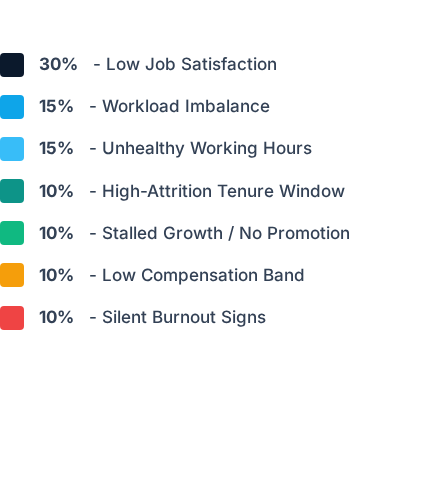 30% - Low Job Satisfaction
15% - Workload Imbalance
15% - Unhealthy Working Hours
10% - High-Attrition Tenure Window
10% - Stalled Growth / No Promotion
10% - Low Compensation Band
10% - Silent Burnout Signs